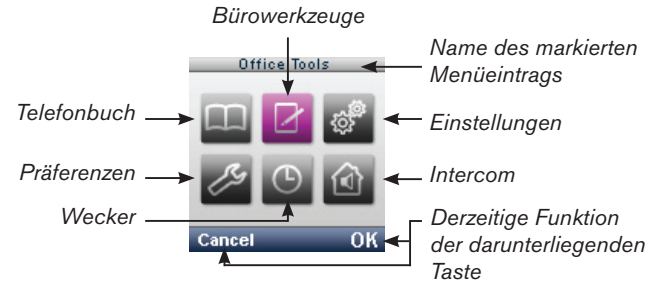 Bürowerkzeuge
Office Tools
Name des markierten
Menüeintrags
Telefonbuch
Einstellungen
Präferenzen
Intercom
Wecker
Cancel
OK
Derzeitige Funktion
der darunterliegenden
Taste